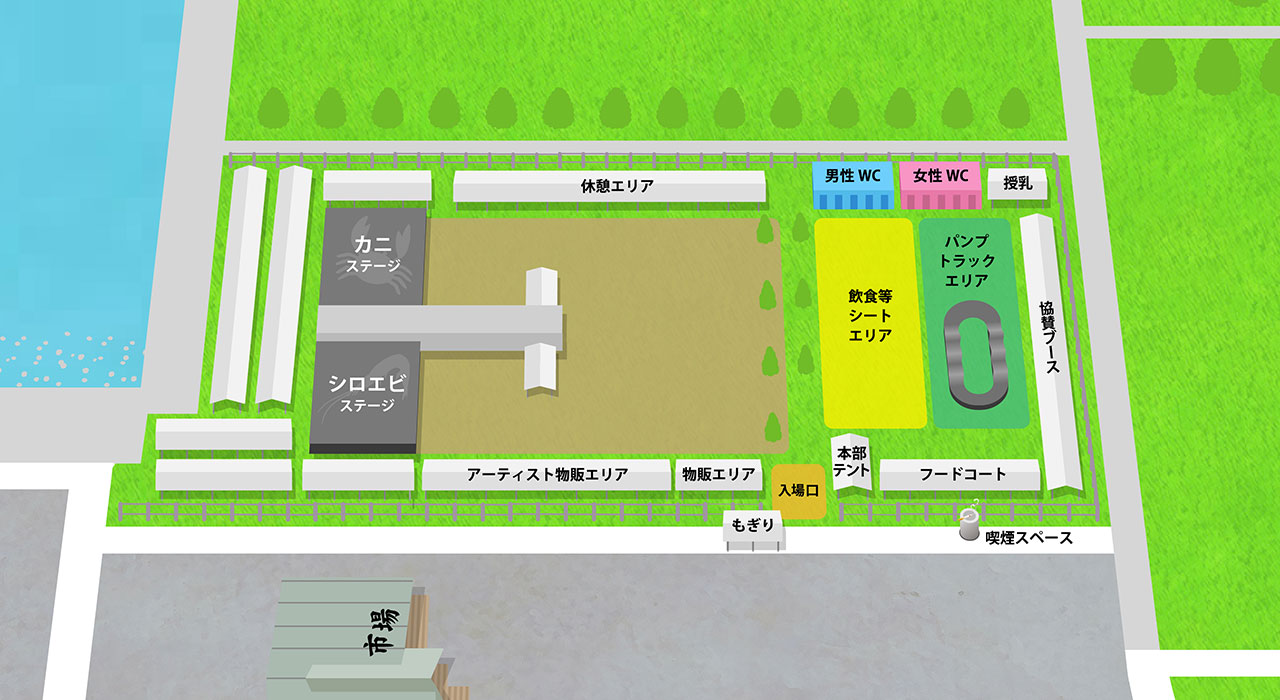 男性 WC
女性 WC
授乳
休憩エリア
カニ
ステージ
パンプ
トラック
エリア
飲食等
シート
エリア
協賛ブース
シロエビ
ステージ
アーティスト物販エリア
物販エリア
入場口
本部
テント
フードコート
もぎり
喫煙スペース
市場